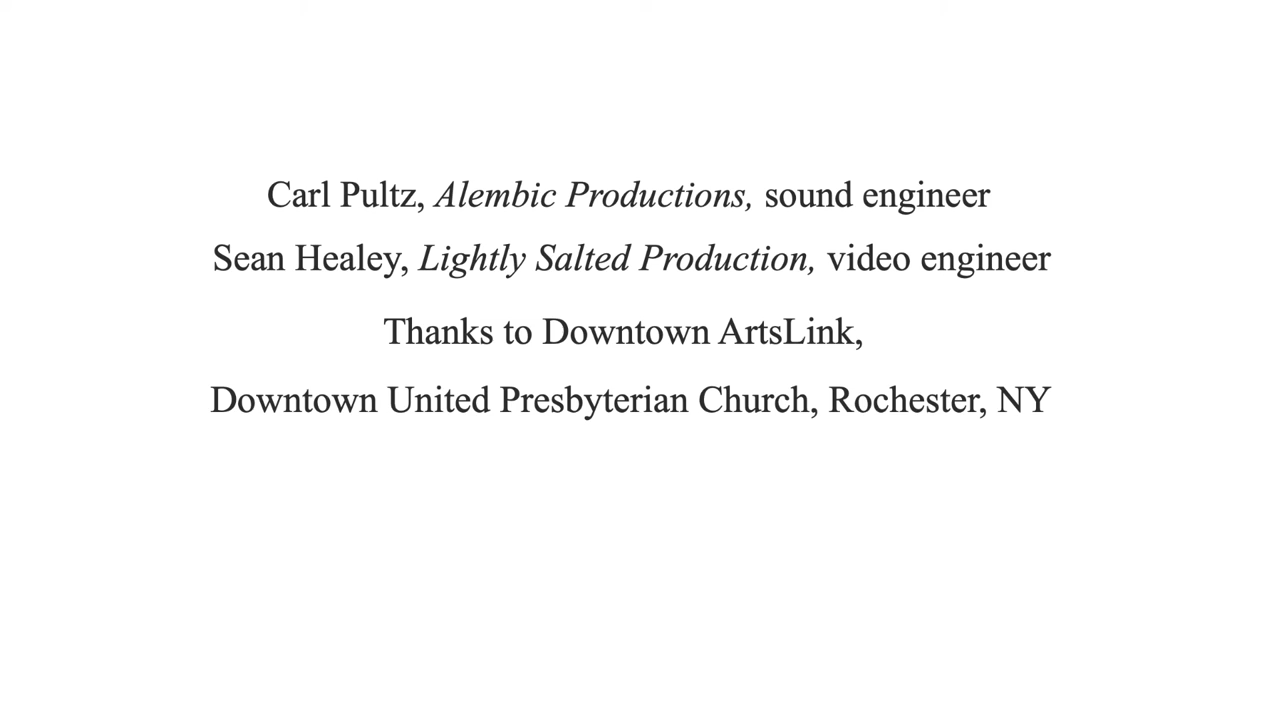 Carl Pultz, Alembic Productions, sound engineer
Sean Healey, Lightly Salted Production, video engineer
Thanks to Downtown ArtsLink,
Downtown United Presbyterian Church, Rochester, NY